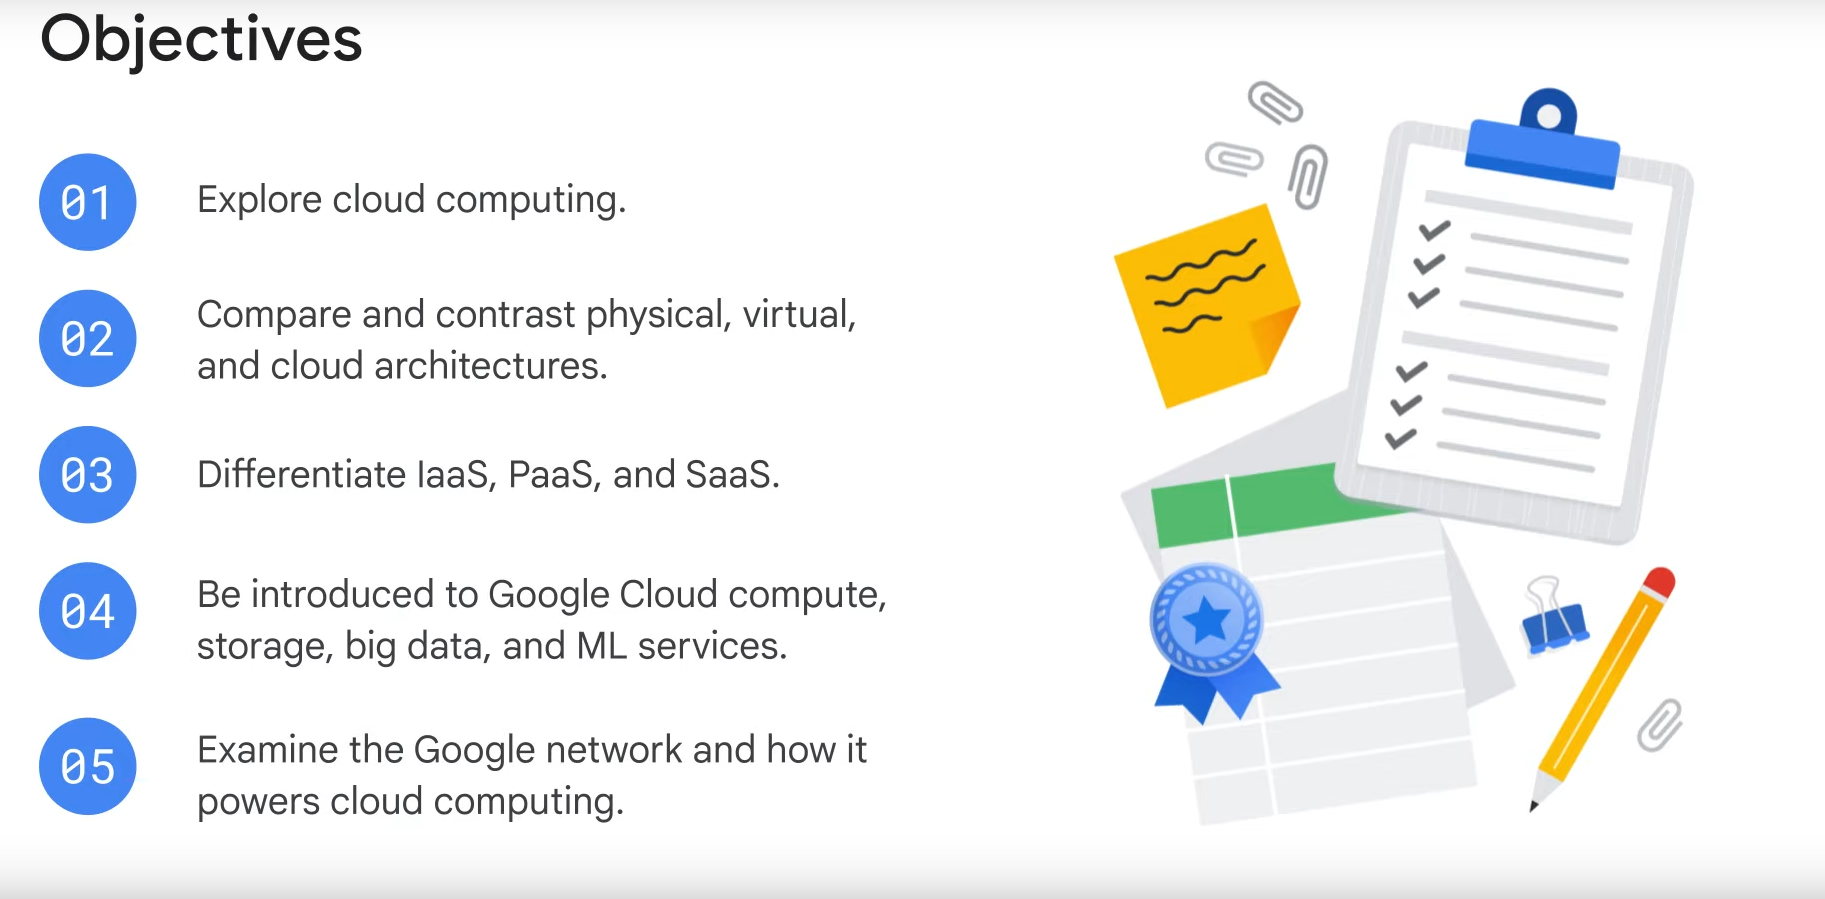 Objectives
01
Explore cloud computing.
02
Compare and contrast physical, virtual,
and cloud architectures.
03
Differentiate IaaS, PaaS, and SaaS.
04
Be introduced to Google Cloud compute,
storage, big data, and ML services.
05
Examine the Google network and how it
powers cloud computing.